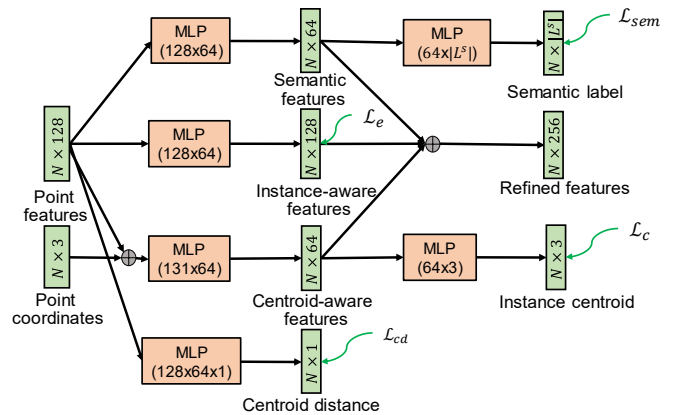 MLP
(128x64)
N × 64
Semantic
features
MLP
(64x|Lˢ|)
N × |Lˢ|
ℒ_sem
Semantic label
N × 128
Point
features
MLP
(128x64)
N × 128
ℒ_e
Instance-aware
features
N × 256
Refined features
N × 3
Point
coordinates
MLP
(131x64)
N × 64
Centroid-aware
features
MLP
(64x3)
N × 3
ℒ_c
Instance centroid
MLP
(128x64x1)
N × 1
ℒ_cd
Centroid distance